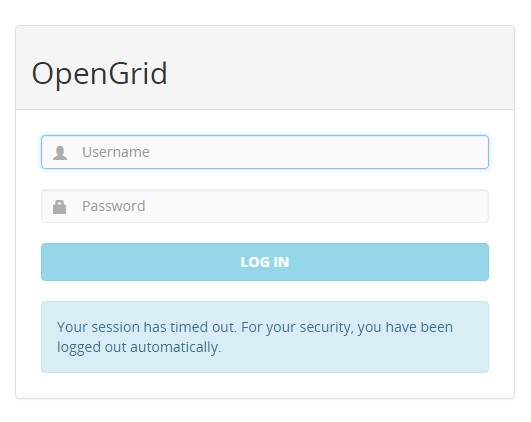 OpenGrid
Username
Password
LOG IN
Your session has timed out. For your security, you have been
logged out automatically.